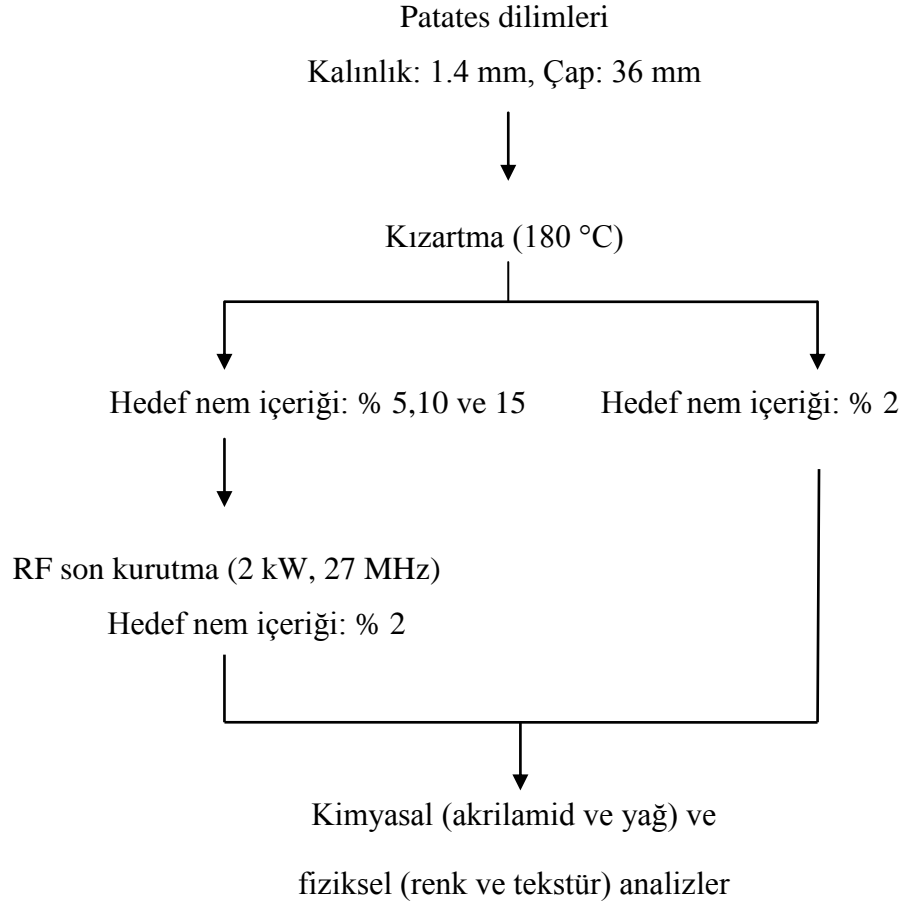 Patates dilimleri
Kalınlık: 1.4 mm, Çap: 36 mm
Kızartma (180 °C)
Hedef nem içeriği: % 5,10 ve 15
Hedef nem içeriği: % 2
RF son kurutma (2 kW, 27 MHz)
Hedef nem içeriği: % 2
Kimyasal (akrilamid ve yağ) ve
fiziksel (renk ve tekstür) analizler